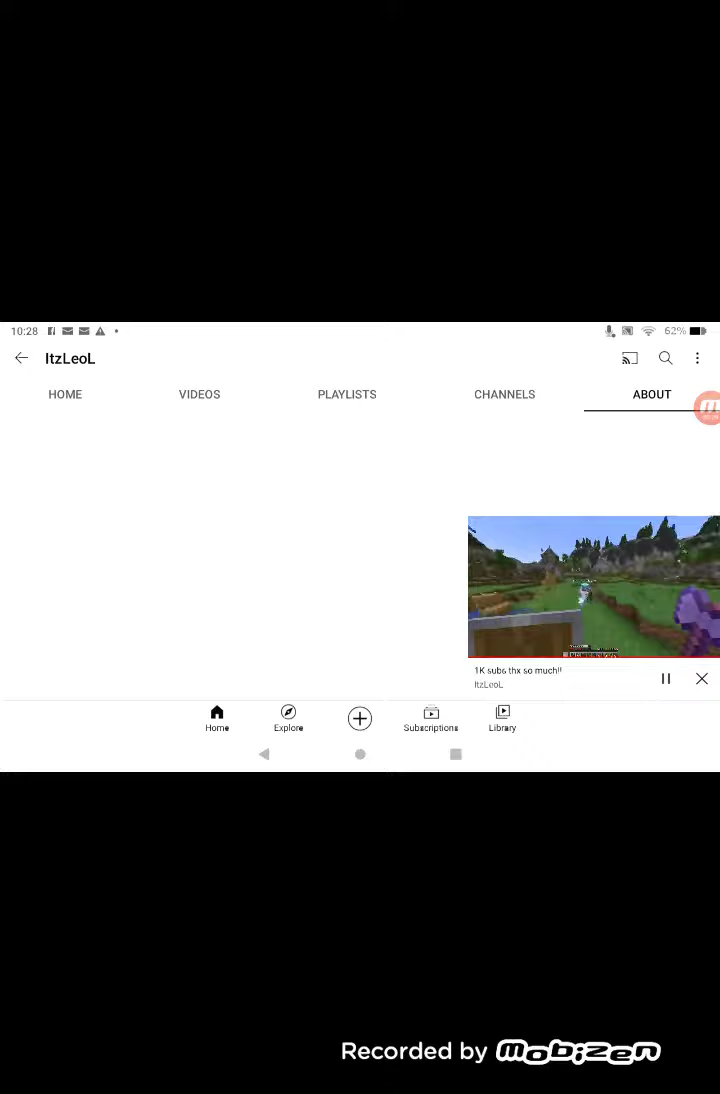 10:28
62%
ItzLeoL
HOME
VIDEOS
PLAYLISTS
CHANNELS
ABOUT
1K subs thx so much!!
ItzLeoL
Home
Explore
Subscriptions
Library
Recorded by mobizen